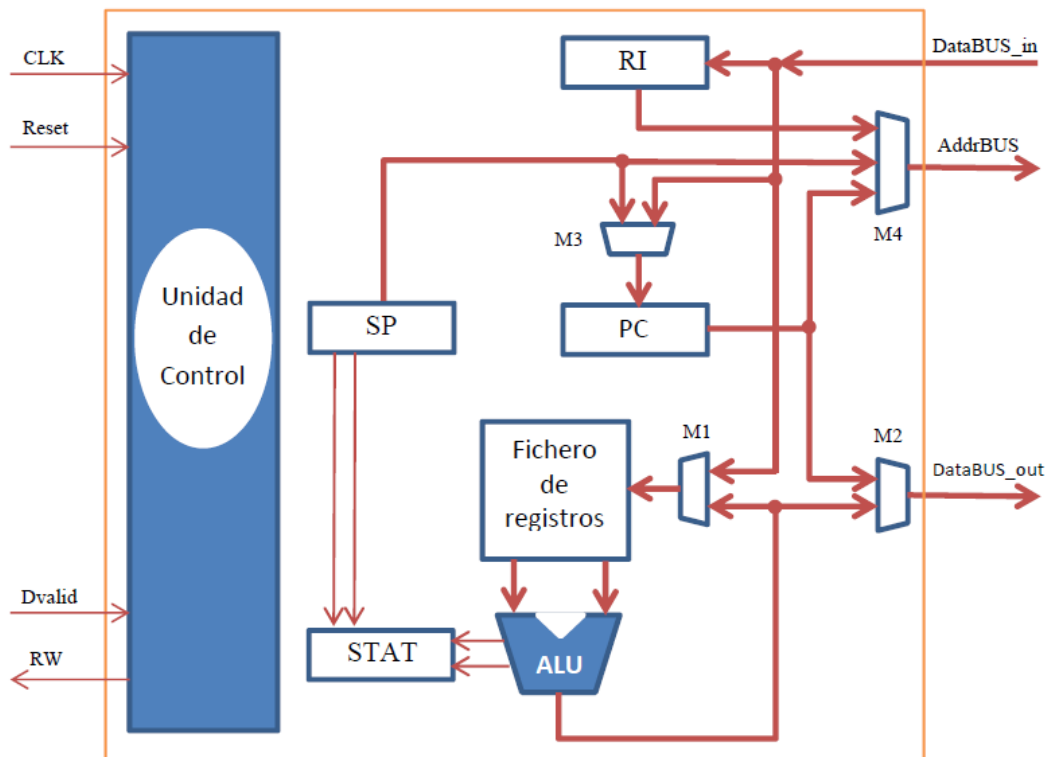 CLK
Reset
Unidad
de
Control
Dvalid
RW
RI
SP
M3
PC
Fichero
de
registros
M1
STAT
ALU
DataBUS_in
AddrBUS
M4
M2
DataBUS_out